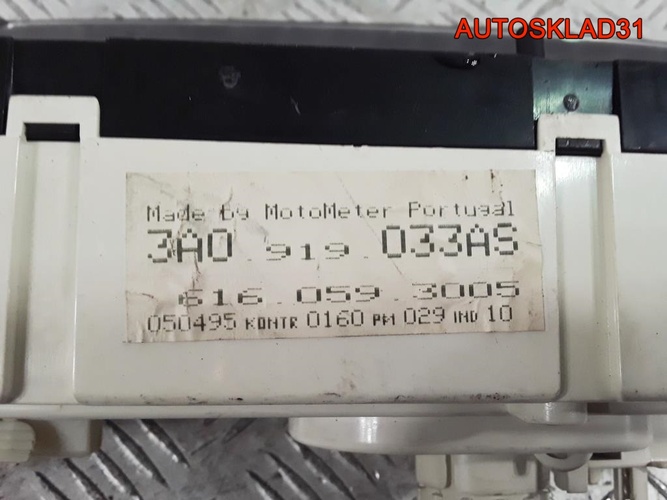 AUTOSKLAD31
Made by MotoMeter Portugal
3A0.919.033AS
616.059.3005
050495 KONTR 0160 PM 029 IND 10